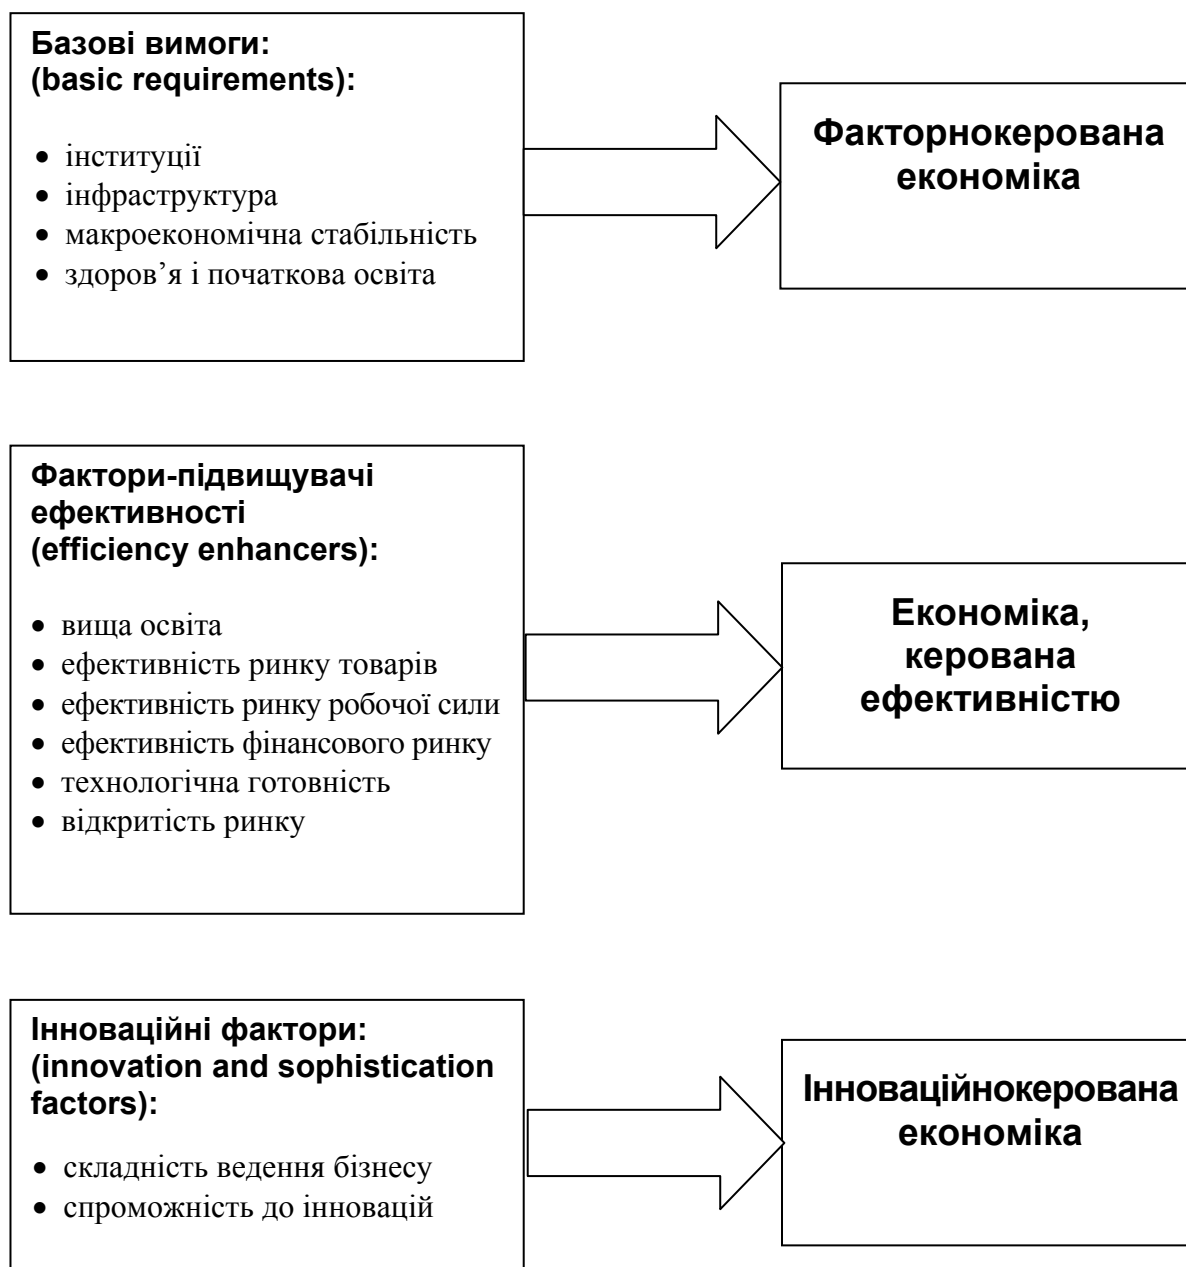 Базові вимоги:
(basic requirements):
• інституції
• інфраструктура
• макроекономічна стабільність
• здоров’я і початкова освіта
Факторнокерована
економіка
Фактори-підвищувачі
ефективності
(efficiency enhancers):
• вища освіта
• ефективність ринку товарів
• ефективність ринку робочої сили
• ефективність фінансового ринку
• технологічна готовність
• відкритість ринку
Економіка,
керована
ефективністю
Інноваційні фактори:
(innovation and sophistication
factors):
• складність ведення бізнесу
• спроможність до інновацій
Інноваційнокерована
економіка